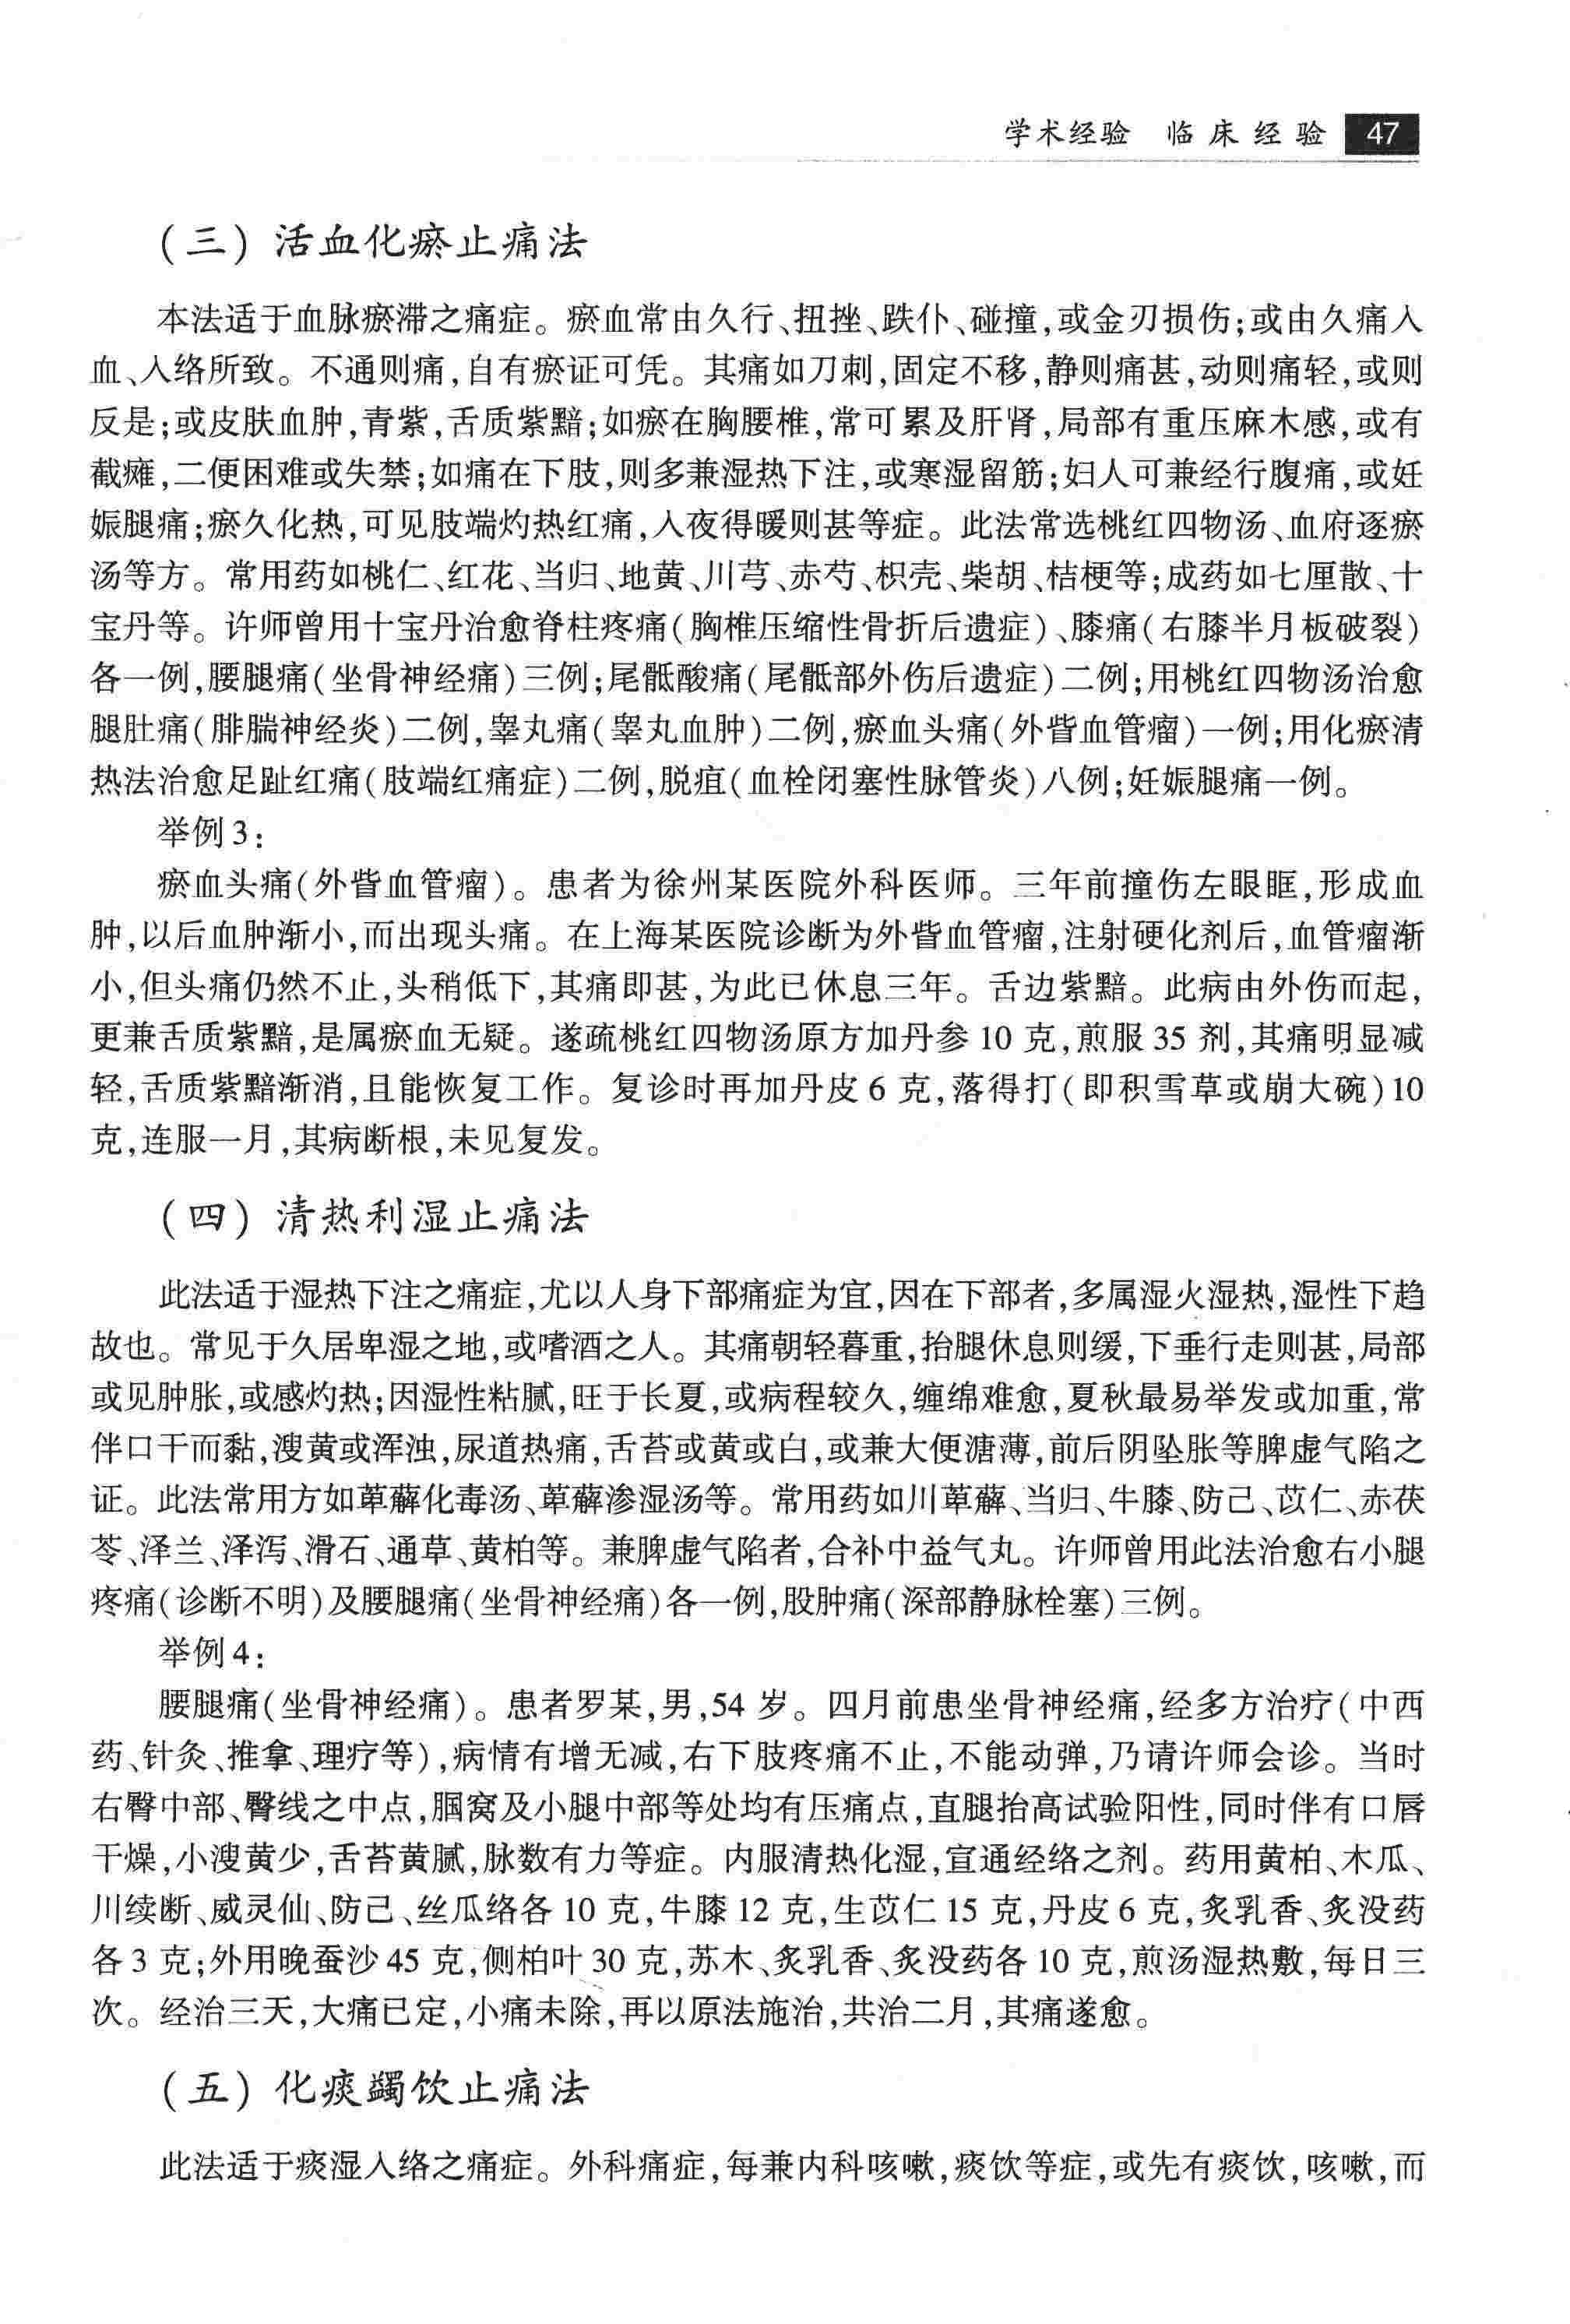 学术经验 临床经验 47
(三) 活血化瘀止痛法
本法适于血脉瘀滞之痛症。瘀血常由久行、扭挫、跌仆、碰撞,或金刃损伤;或由久痛入
血、入络所致。不通则痛,自有瘀证可凭。其痛如刀刺,固定不移,静则痛甚,动则痛轻,或则
反是;或皮肤血肿,青紫,舌质紫黯;如瘀在胸腰椎,常可累及肝肾,局部有重压麻木感,或有
截瘫,二便困难或失禁;如痛在下肢,则多兼湿热下注,或寒湿留筋;妇人可兼经行腹痛,或妊
娠腿痛;瘀久化热,可见肢端灼热红痛,入夜得暖则甚等症。此法常选桃红四物汤、血府逐瘀
汤等方。常用药如桃仁、红花、当归、地黄、川芎、赤芍、枳壳、柴胡、桔梗等;成药如七厘散、十
宝丹等。许师曾用十宝丹治愈脊柱疼痛(胸椎压缩性骨折后遗症)、膝痛(右膝半月板破裂)
各一例,腰腿痛(坐骨神经痛)三例;尾骶酸痛(尾骶部外伤后遗症)二例;用桃红四物汤治愈
腿肚痛(腓腨神经炎)二例,睾丸痛(睾丸血肿)二例,瘀血头痛(外眥血管瘤)一例;用化瘀清
热法治愈足趾红痛(肢端红痛症)二例,脱疽(血栓闭塞性脉管炎)八例;妊娠腿痛一例。
举例3:
瘀血头痛(外眥血管瘤)。患者为徐州某医院外科医师。三年前撞伤左眼眶,形成血
肿,以后血肿渐小,而出现头痛。在上海某医院诊断为外眥血管瘤,注射硬化剂后,血管瘤渐
小,但头痛仍然不止,头稍低下,其痛即甚,为此已休息三年。舌边紫黯。此病由外伤而起,
更兼舌质紫黯,是属瘀血无疑。遂疏桃红四物汤原方加丹参 10 克,煎服 35 剂,其痛明显减
轻,舌质紫黯渐消,且能恢复工作。复诊时再加丹皮 6 克,落得打(即积雪草或崩大碗)10
克,连服一月,其病断根,未见复发。
(四) 清热利湿止痛法
此法适于湿热下注之痛症,尤以人身下部痛症为宜,因在下部者,多属湿火湿热,湿性下趋
故也。常见于久居卑湿之地,或嗜酒之人。其痛朝轻暮重,抬腿休息则缓,下垂行走则甚,局部
或见肿胀,或感灼热;因湿性粘腻,旺于长夏,或病程较久,缠绵难愈,夏秋最易举发或加重,常
伴口干而黏,溲黄或浑浊,尿道热痛,舌苔或黄或白,或兼大便溏薄,前后阴坠胀等脾虚气陷之
证。此法常用方如萆薢化毒汤、萆薢渗湿汤等。常用药如川萆薢、当归、牛膝、防己、苡仁、赤茯
苓、泽兰、泽泻、滑石、通草、黄柏等。兼脾虚气陷者,合补中益气丸。许师曾用此法治愈右小腿
疼痛(诊断不明)及腰腿痛(坐骨神经痛)各一例,股肿痛(深部静脉栓塞)三例。
举例4:
腰腿痛(坐骨神经痛)。患者罗某,男,54 岁。四月前患坐骨神经痛,经多方治疗(中西
药、针灸、推拿、理疗等),病情有增无减,右下肢疼痛不止,不能动弹,乃请许师会诊。当时
右臀中部、臀线之中点,腘窝及小腿中部等处均有压痛点,直腿抬高试验阳性,同时伴有口唇
干燥,小溲黄少,舌苔黄腻,脉数有力等症。内服清热化湿,宣通经络之剂。药用黄柏、木瓜、
川续断、威灵仙、防己、丝瓜络各 10 克,牛膝 12 克,生苡仁 15 克,丹皮 6 克,炙乳香、炙没药
各 3 克;外用晚蚕沙 45 克,侧柏叶 30 克,苏木、炙乳香、炙没药各 10 克,煎汤湿热敷,每日三
次。经治三天,大痛已定,小痛未除,再以原法施治,共治二月,其痛遂愈。
(五) 化痰蠲饮止痛法
此法适于痰湿入络之痛症。外科痛症,每兼内科咳嗽,痰饮等症,或先有痰饮,咳嗽,而